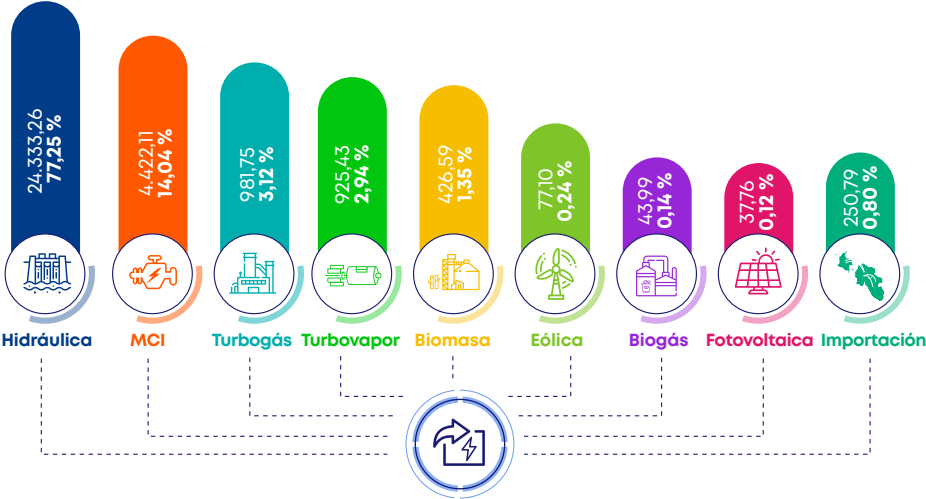 24.333,26
77,25 %
4.422,11
14,04 %
981,75
3,12 %
925,43
2,94 %
426,59
1,35 %
77,10
0,24 %
43,99
0,14 %
37,76
0,12 %
250,79
0,80 %
Hidráulica
MCI
Turbogás
Turbovapor
Biomasa
Eólica
Biogás
Fotovoltaica
Importación